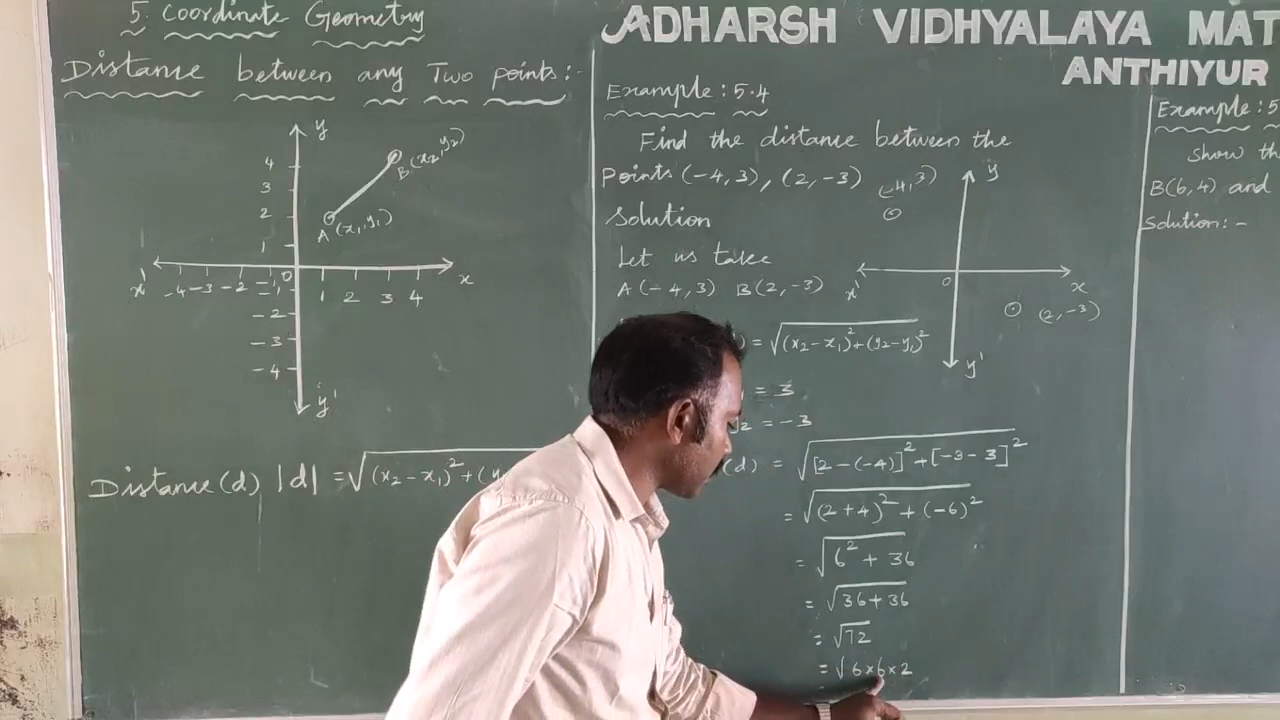 5. Coordinate Geometry
Distance between any Two points:-
y
4
3
2
1
B(x₂,y₂)
A (x₁,y₁)
x' -4 -3 -2 -1 0 1 2 3 4 x
-2
-3
-4
y'
Distance(d) |d| = √(x₂-x₁)²+(y
ADHARSH VIDHYALAYA MAT
ANTHIYUR
Example: 5.4
Find the distance between the
Points (-4,3), (2,-3)
Solution
Let us take
A(-4,3) B(2,-3)
) = √(x₂-x₁)²+(y₂-y₁)²
= 3
y₂ = -3
(d) = √[2-(-4)]²+[-3-3]²
= √(2+4)²+(-6)²
= √6²+36
= √36+36
= √72
= √6×6×2
y
(-4,3)
x' 0 x
(2,-3)
y'
Example: 5
Show th
B(6,4) and
Solution:-